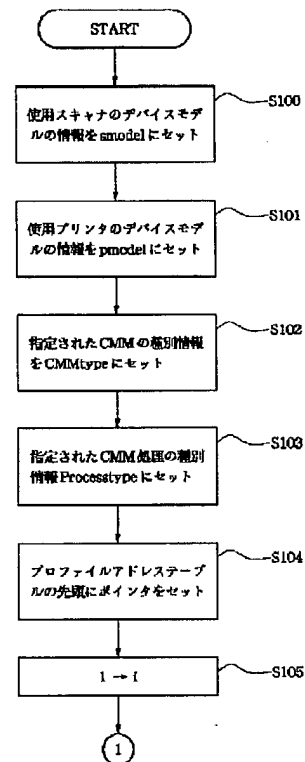 START
使用スキャナのデバイスモデ
ルの情報をsmodelにセット
S100
使用プリンタのデバイスモデ
ルの情報をpmodelにセット
S101
指定されたCMMの種別情報
をCMMtypeにセット
S102
指定されたCMM処理の種別
情報Processtypeにセット
S103
プロファイルアドレステーブ
ルの先頭にポインタをセット
S104
1 → I
S105
1